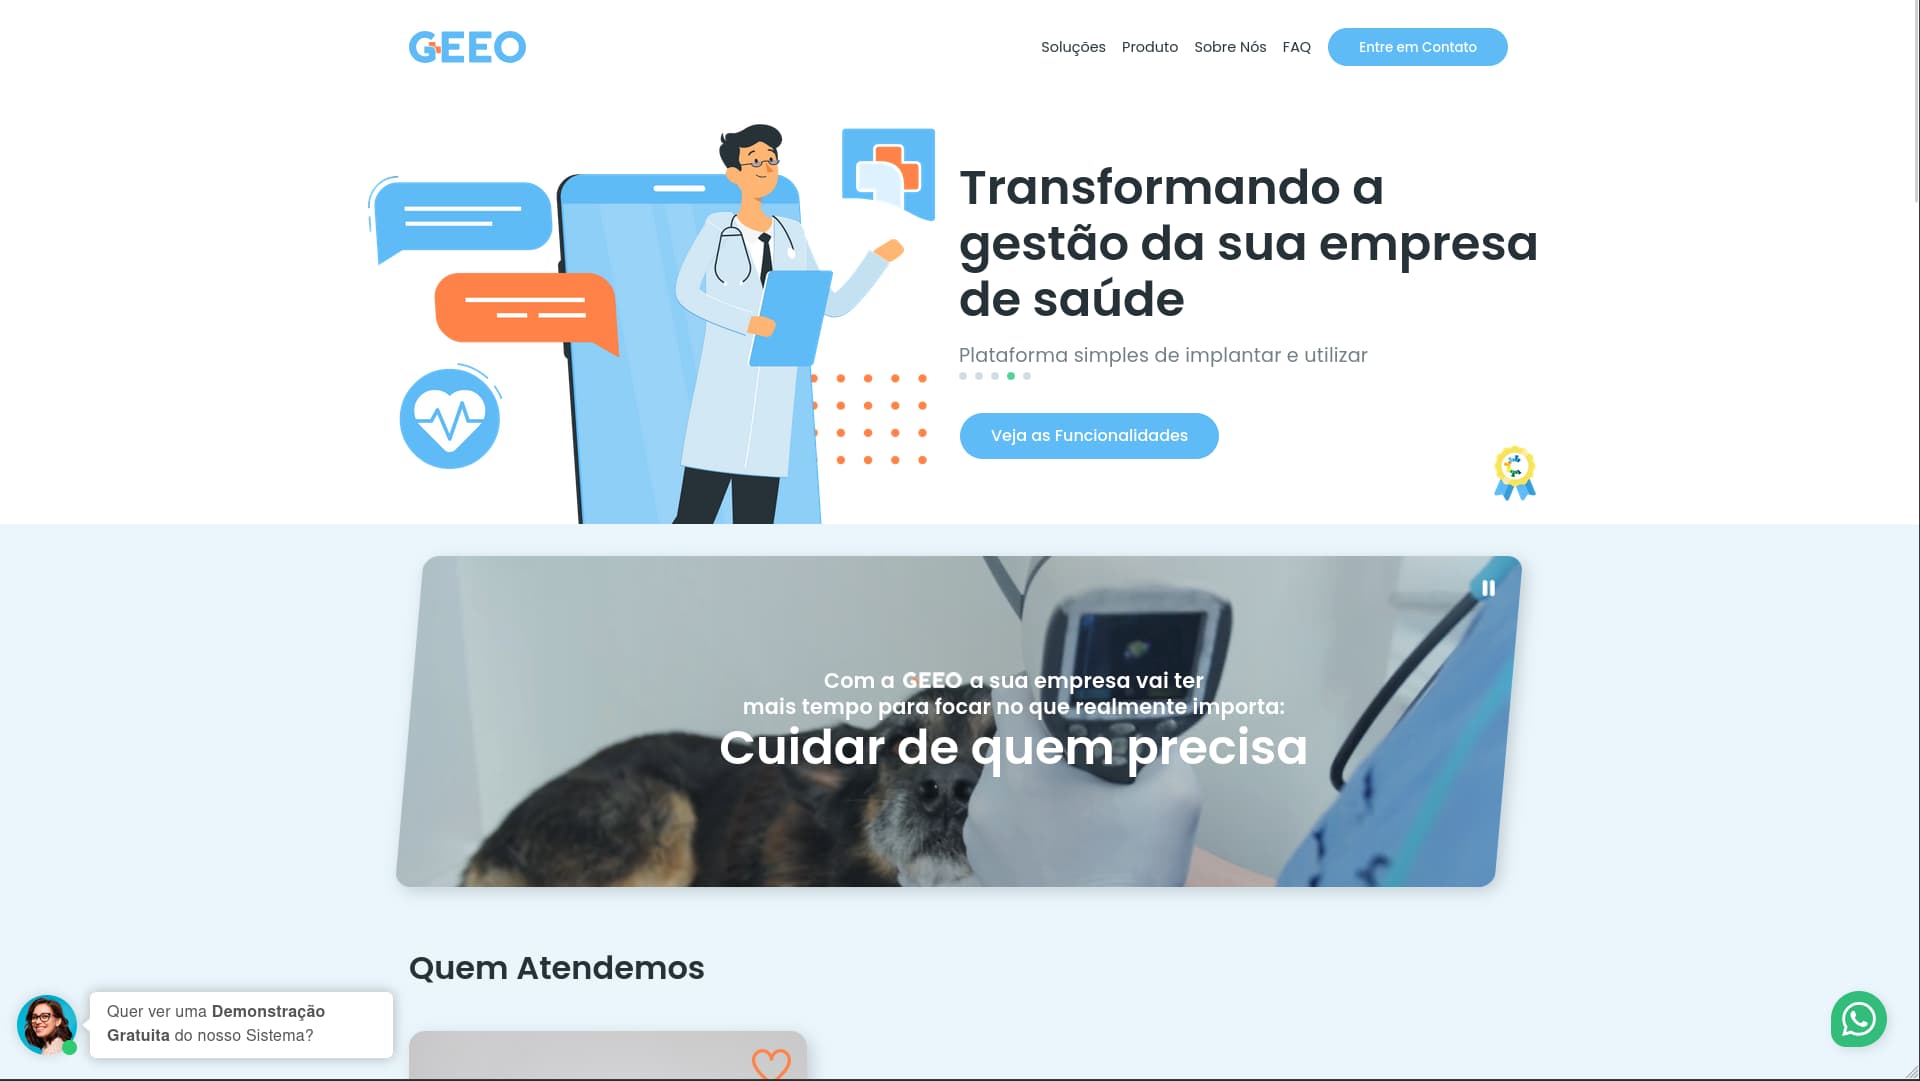 GEEO
Soluções
Produto
Sobre Nós
FAQ
Entre em Contato
Transformando a
gestão da sua empresa
de saúde
Plataforma simples de implantar e utilizar
Veja as Funcionalidades
Com a GEEO a sua empresa vai ter
mais tempo para focar no que realmente importa:
Cuidar de quem precisa
Quem Atendemos
Quer ver uma Demonstração
Gratuita do nosso Sistema?